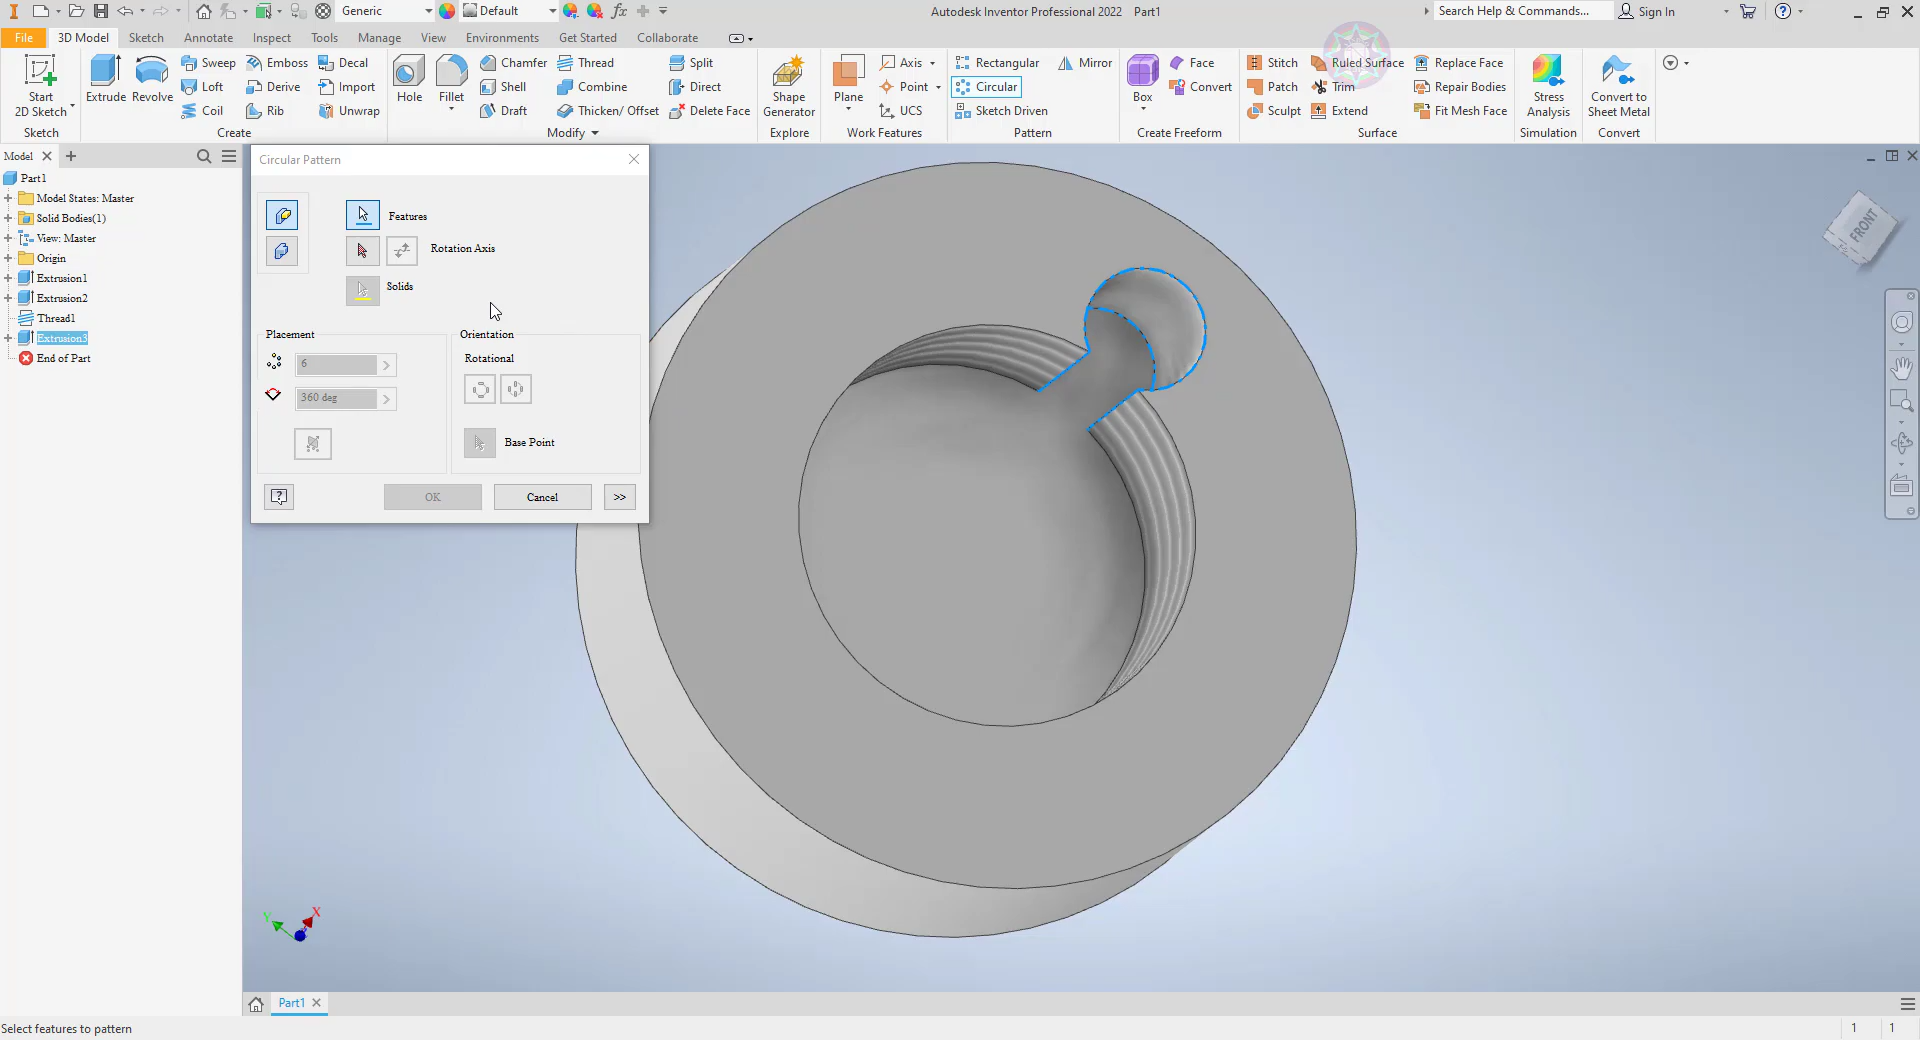 Generic
Default
Autodesk Inventor Professional 2022 Part1
Search Help & Commands...
Sign In
File 3D Model Sketch Annotate Inspect Tools Manage View Environments Get Started Collaborate
Start
2D Sketch
Sketch
Extrude
Revolve
Sweep
Loft
Coil
Emboss
Derive
Rib
Decal
Import
Unwrap
Create
Hole
Fillet
Chamfer
Shell
Draft
Thread
Combine
Thicken/ Offset
Split
Direct
Delete Face
Modify
Shape
Generator
Explore
Plane
Axis
Point
UCS
Work Features
Rectangular
Circular
Sketch Driven
Mirror
Pattern
Box
Face
Convert
Create Freeform
Stitch
Patch
Sculpt
Ruled Surface
Trim
Extend
Replace Face
Repair Bodies
Fit Mesh Face
Surface
Stress
Analysis
Simulation
Convert to
Sheet Metal
Convert
Model
Part1
Model States: Master
Solid Bodies(1)
View: Master
Origin
Extrusion1
Extrusion2
Thread1
Extrusion3
End of Part
Circular Pattern
Features
Rotation Axis
Solids
Placement
6
360 deg
Orientation
Rotational
Base Point
OK
Cancel
>>
FRONT
Y
X
Part1
Select features to pattern
1 1